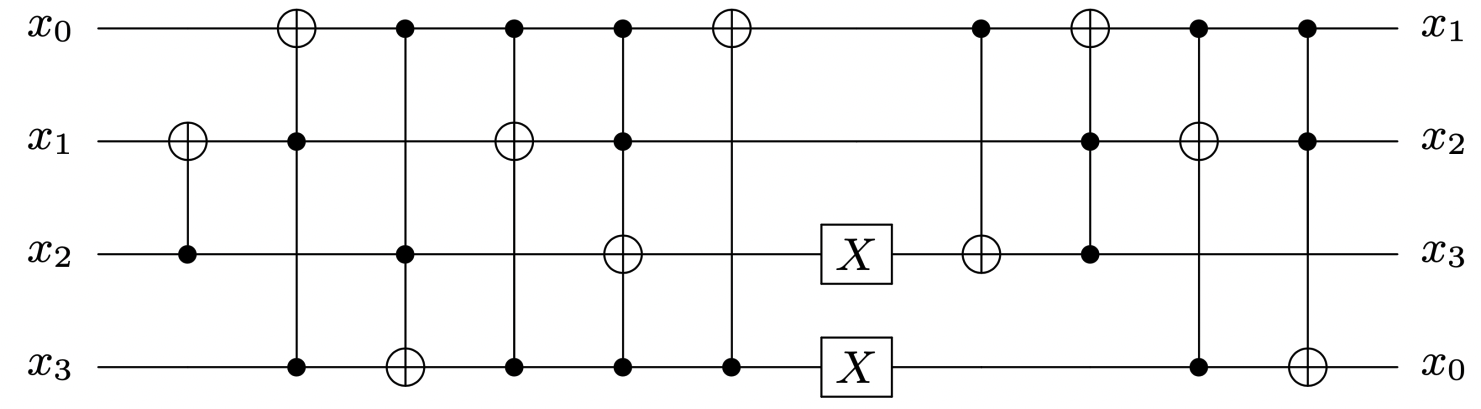 x₀ x₁
x₁ x₂
x₂ X x₃
x₃ X x₀